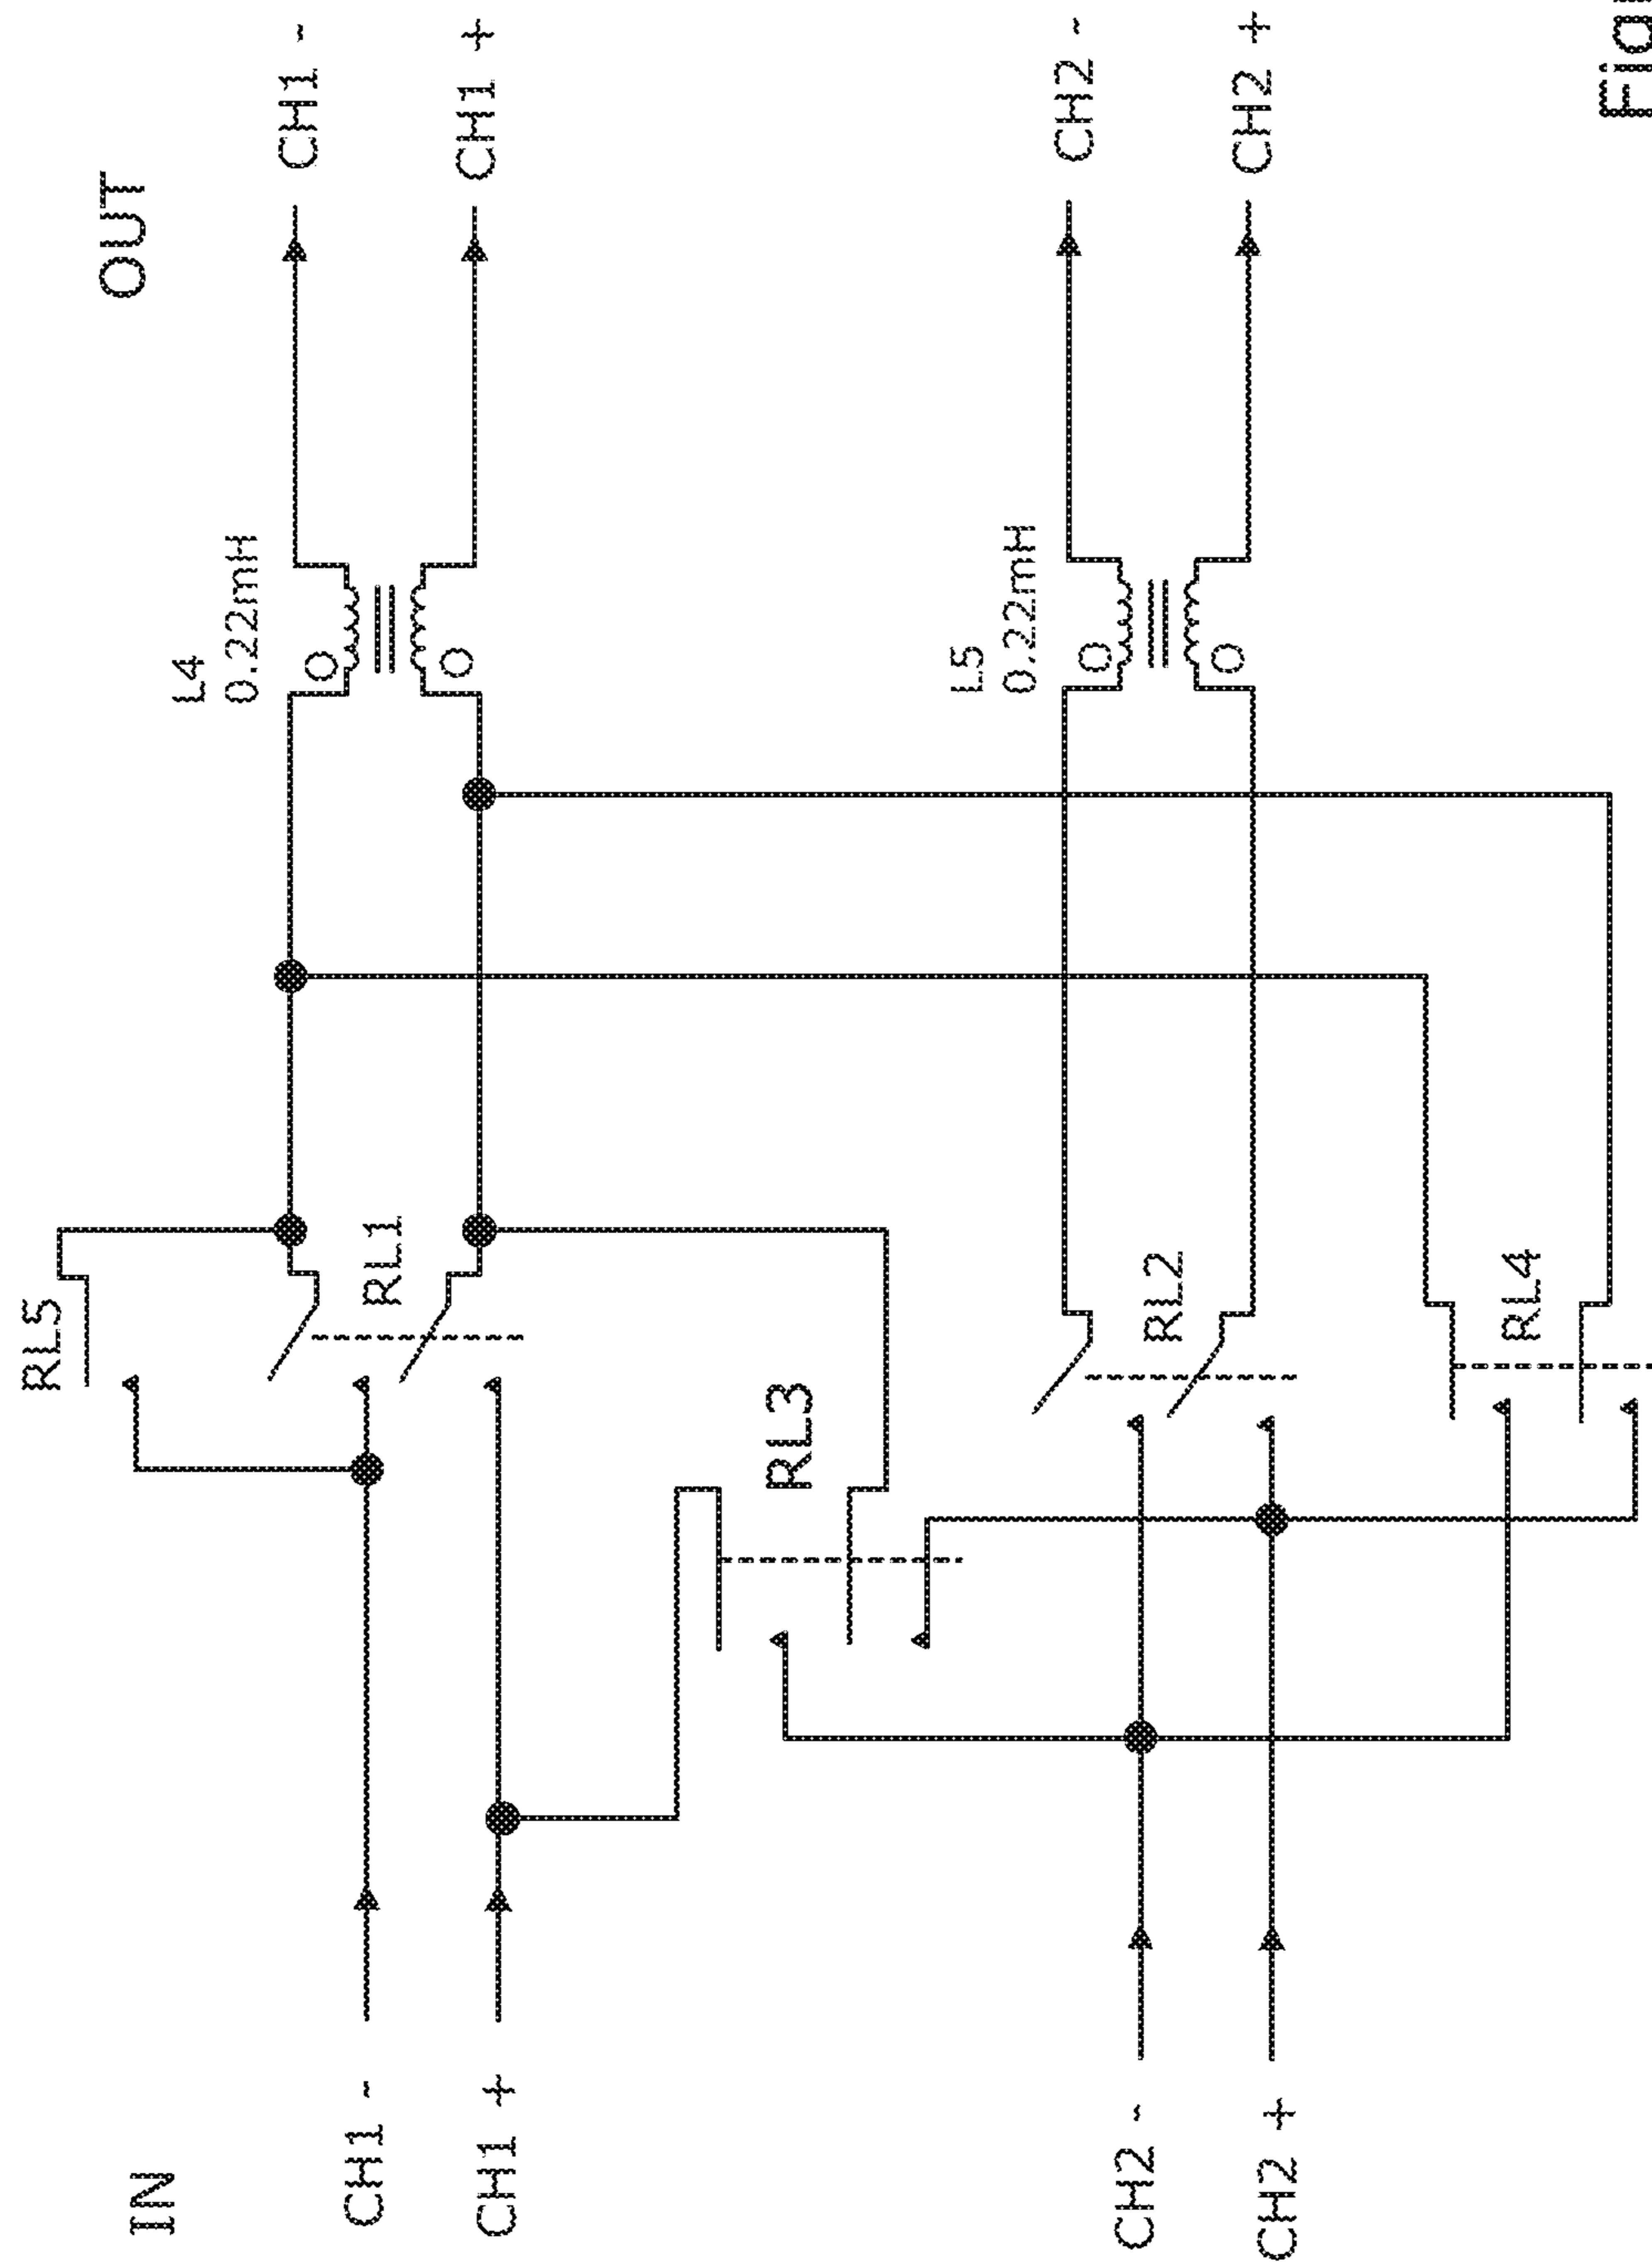 IN
OUT
RL5
CH1 -
CH1 +
RL1
L4
0.22mH
CH1 -
CH1 +
RL3
CH2 -
CH2 +
RL2
L5
0.22mH
CH2 -
CH2 +
RL4